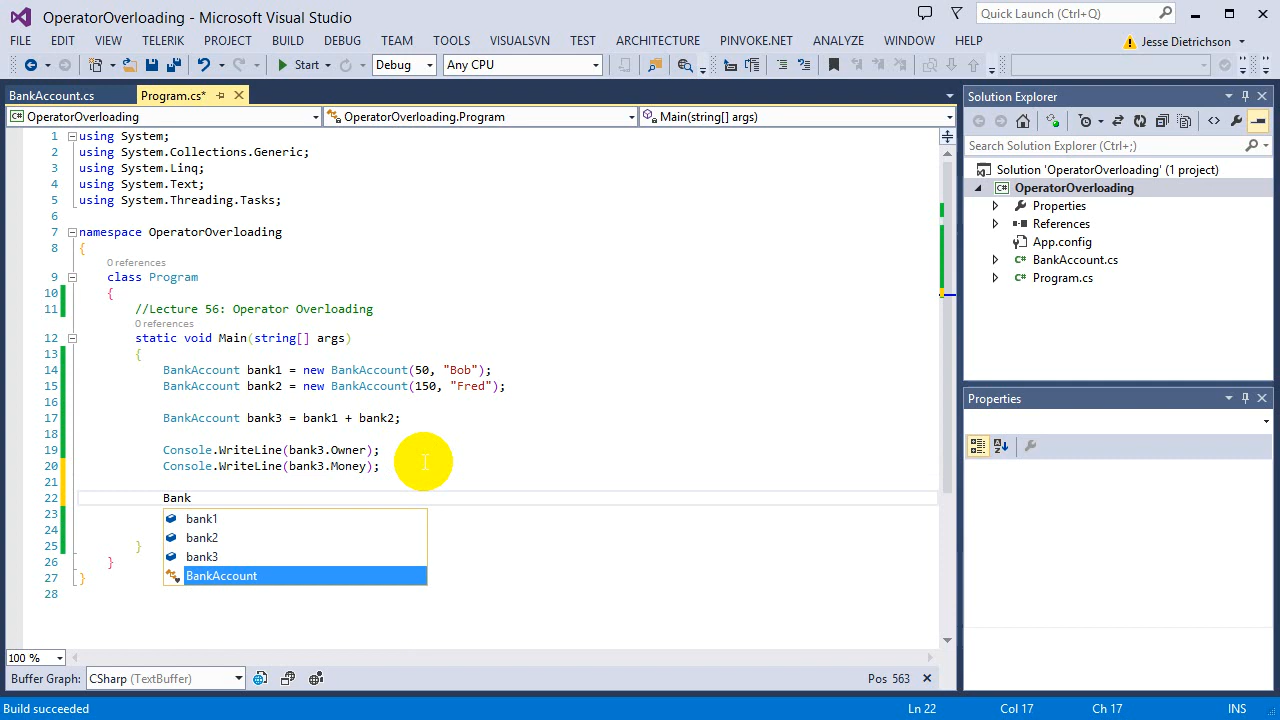 OperatorOverloading - Microsoft Visual Studio
Quick Launch (Ctrl+Q)
FILE EDIT VIEW TELERIK PROJECT BUILD DEBUG TEAM TOOLS VISUALSVN TEST ARCHITECTURE PINVOKE.NET ANALYZE WINDOW HELP
Jesse Dietrichson
Start Debug Any CPU
BankAccount.cs Program.cs*
OperatorOverloading OperatorOverloading.Program Main(string[] args)
1 using System;
2 using System.Collections.Generic;
3 using System.Linq;
4 using System.Text;
5 using System.Threading.Tasks;
6
7 namespace OperatorOverloading
8 {
0 references
9 class Program
10 {
11 //Lecture 56: Operator Overloading
0 references
12 static void Main(string[] args)
13 {
14 BankAccount bank1 = new BankAccount(50, "Bob");
15 BankAccount bank2 = new BankAccount(150, "Fred");
16
17 BankAccount bank3 = bank1 + bank2;
18
19 Console.WriteLine(bank3.Owner);
20 Console.WriteLine(bank3.Money);
21
22 Bank
23
24
25 }
26 }
27 }
28
bank1
bank2
bank3
BankAccount
100 %
Buffer Graph: CSharp (TextBuffer) Pos 563
Solution Explorer
Search Solution Explorer (Ctrl+;)
Solution 'OperatorOverloading' (1 project)
OperatorOverloading
Properties
References
App.config
BankAccount.cs
Program.cs
Properties
Build succeeded Ln 22 Col 17 Ch 17 INS